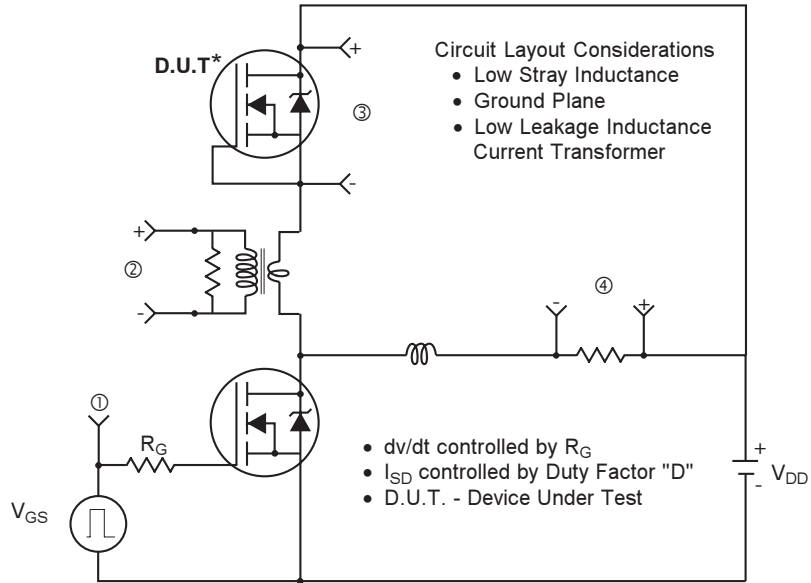 D.U.T*
+
③
-
Circuit Layout Considerations
• Low Stray Inductance
• Ground Plane
• Low Leakage Inductance
Current Transformer
+
②
-
④
- +
①
RG
VGS
• dv/dt controlled by RG
• ISD controlled by Duty Factor "D"
• D.U.T. - Device Under Test
+
-
VDD